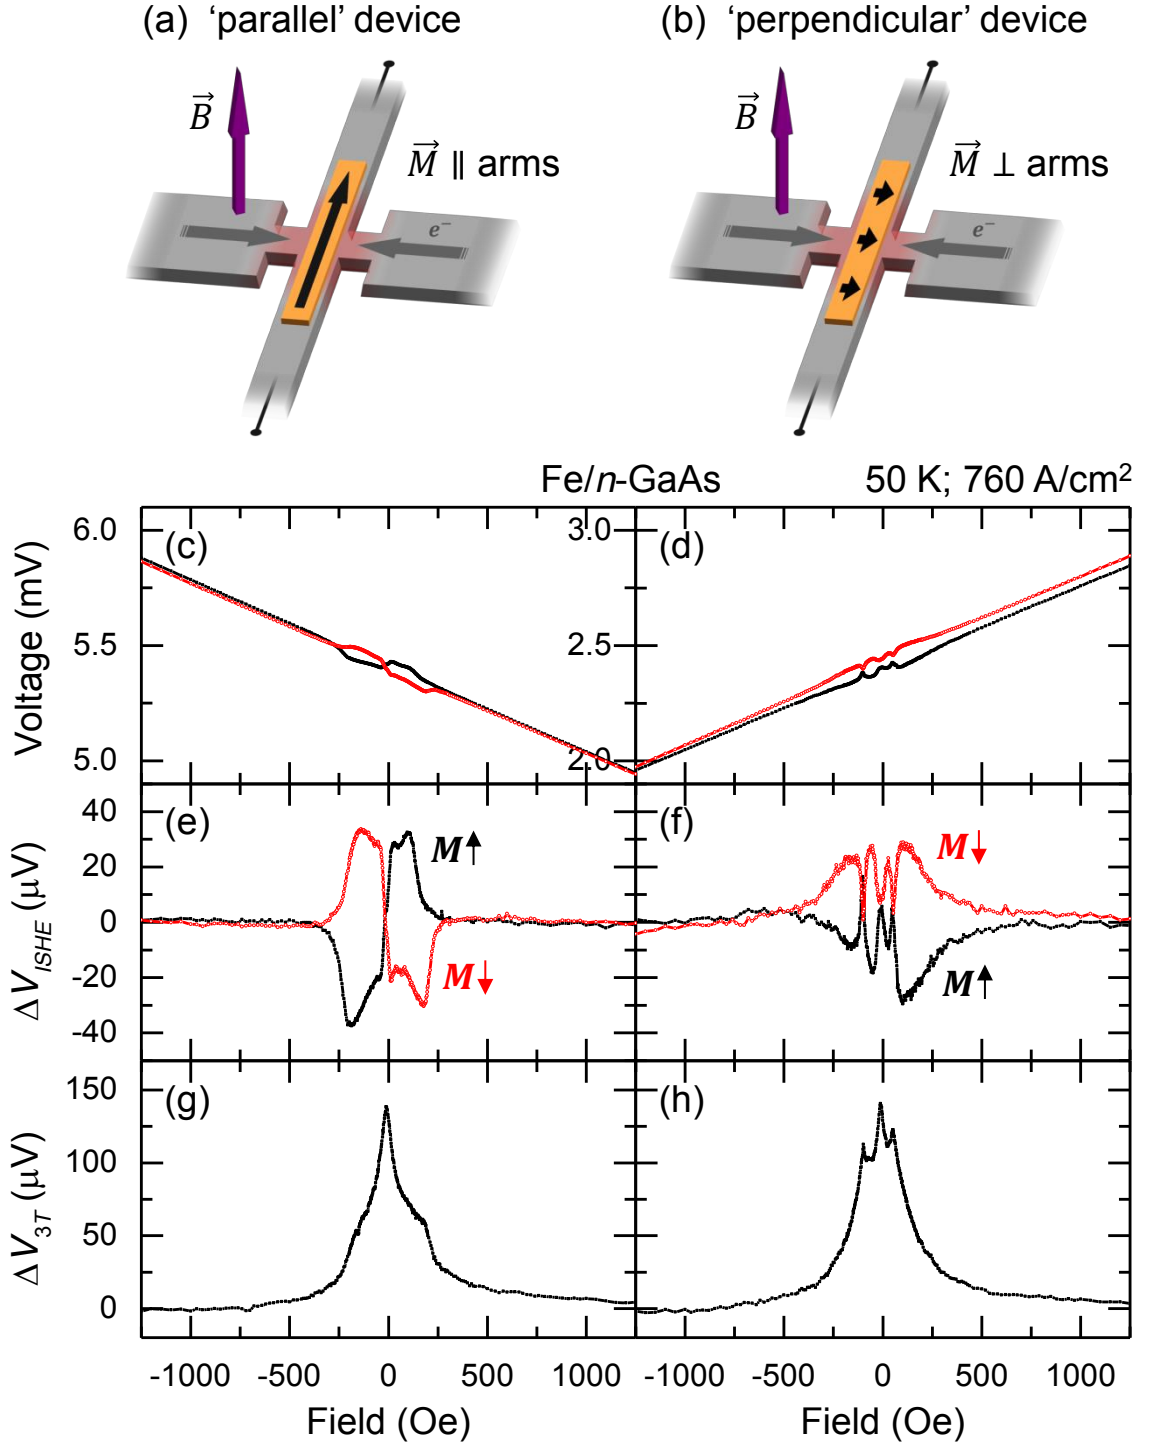 (a) ‘parallel’ device
(b) ‘perpendicular’ device
B⃗
M⃗ ∥ arms
e⁻
B⃗
M⃗ ⊥ arms
e⁻
Fe/n-GaAs
50 K; 760 A/cm²
Voltage (mV)
6.0
5.5
5.0
(c)
3.0
2.5
2.0
(d)
ΔV_ISHE (μV)
40
20
0
-20
-40
(e)
M↑
M↓
(f)
M↓
M↑
ΔV_3T (μV)
150
100
50
0
(g)
(h)
-1000 -500 0 500 1000
-1000 -500 0 500 1000
Field (Oe)
Field (Oe)